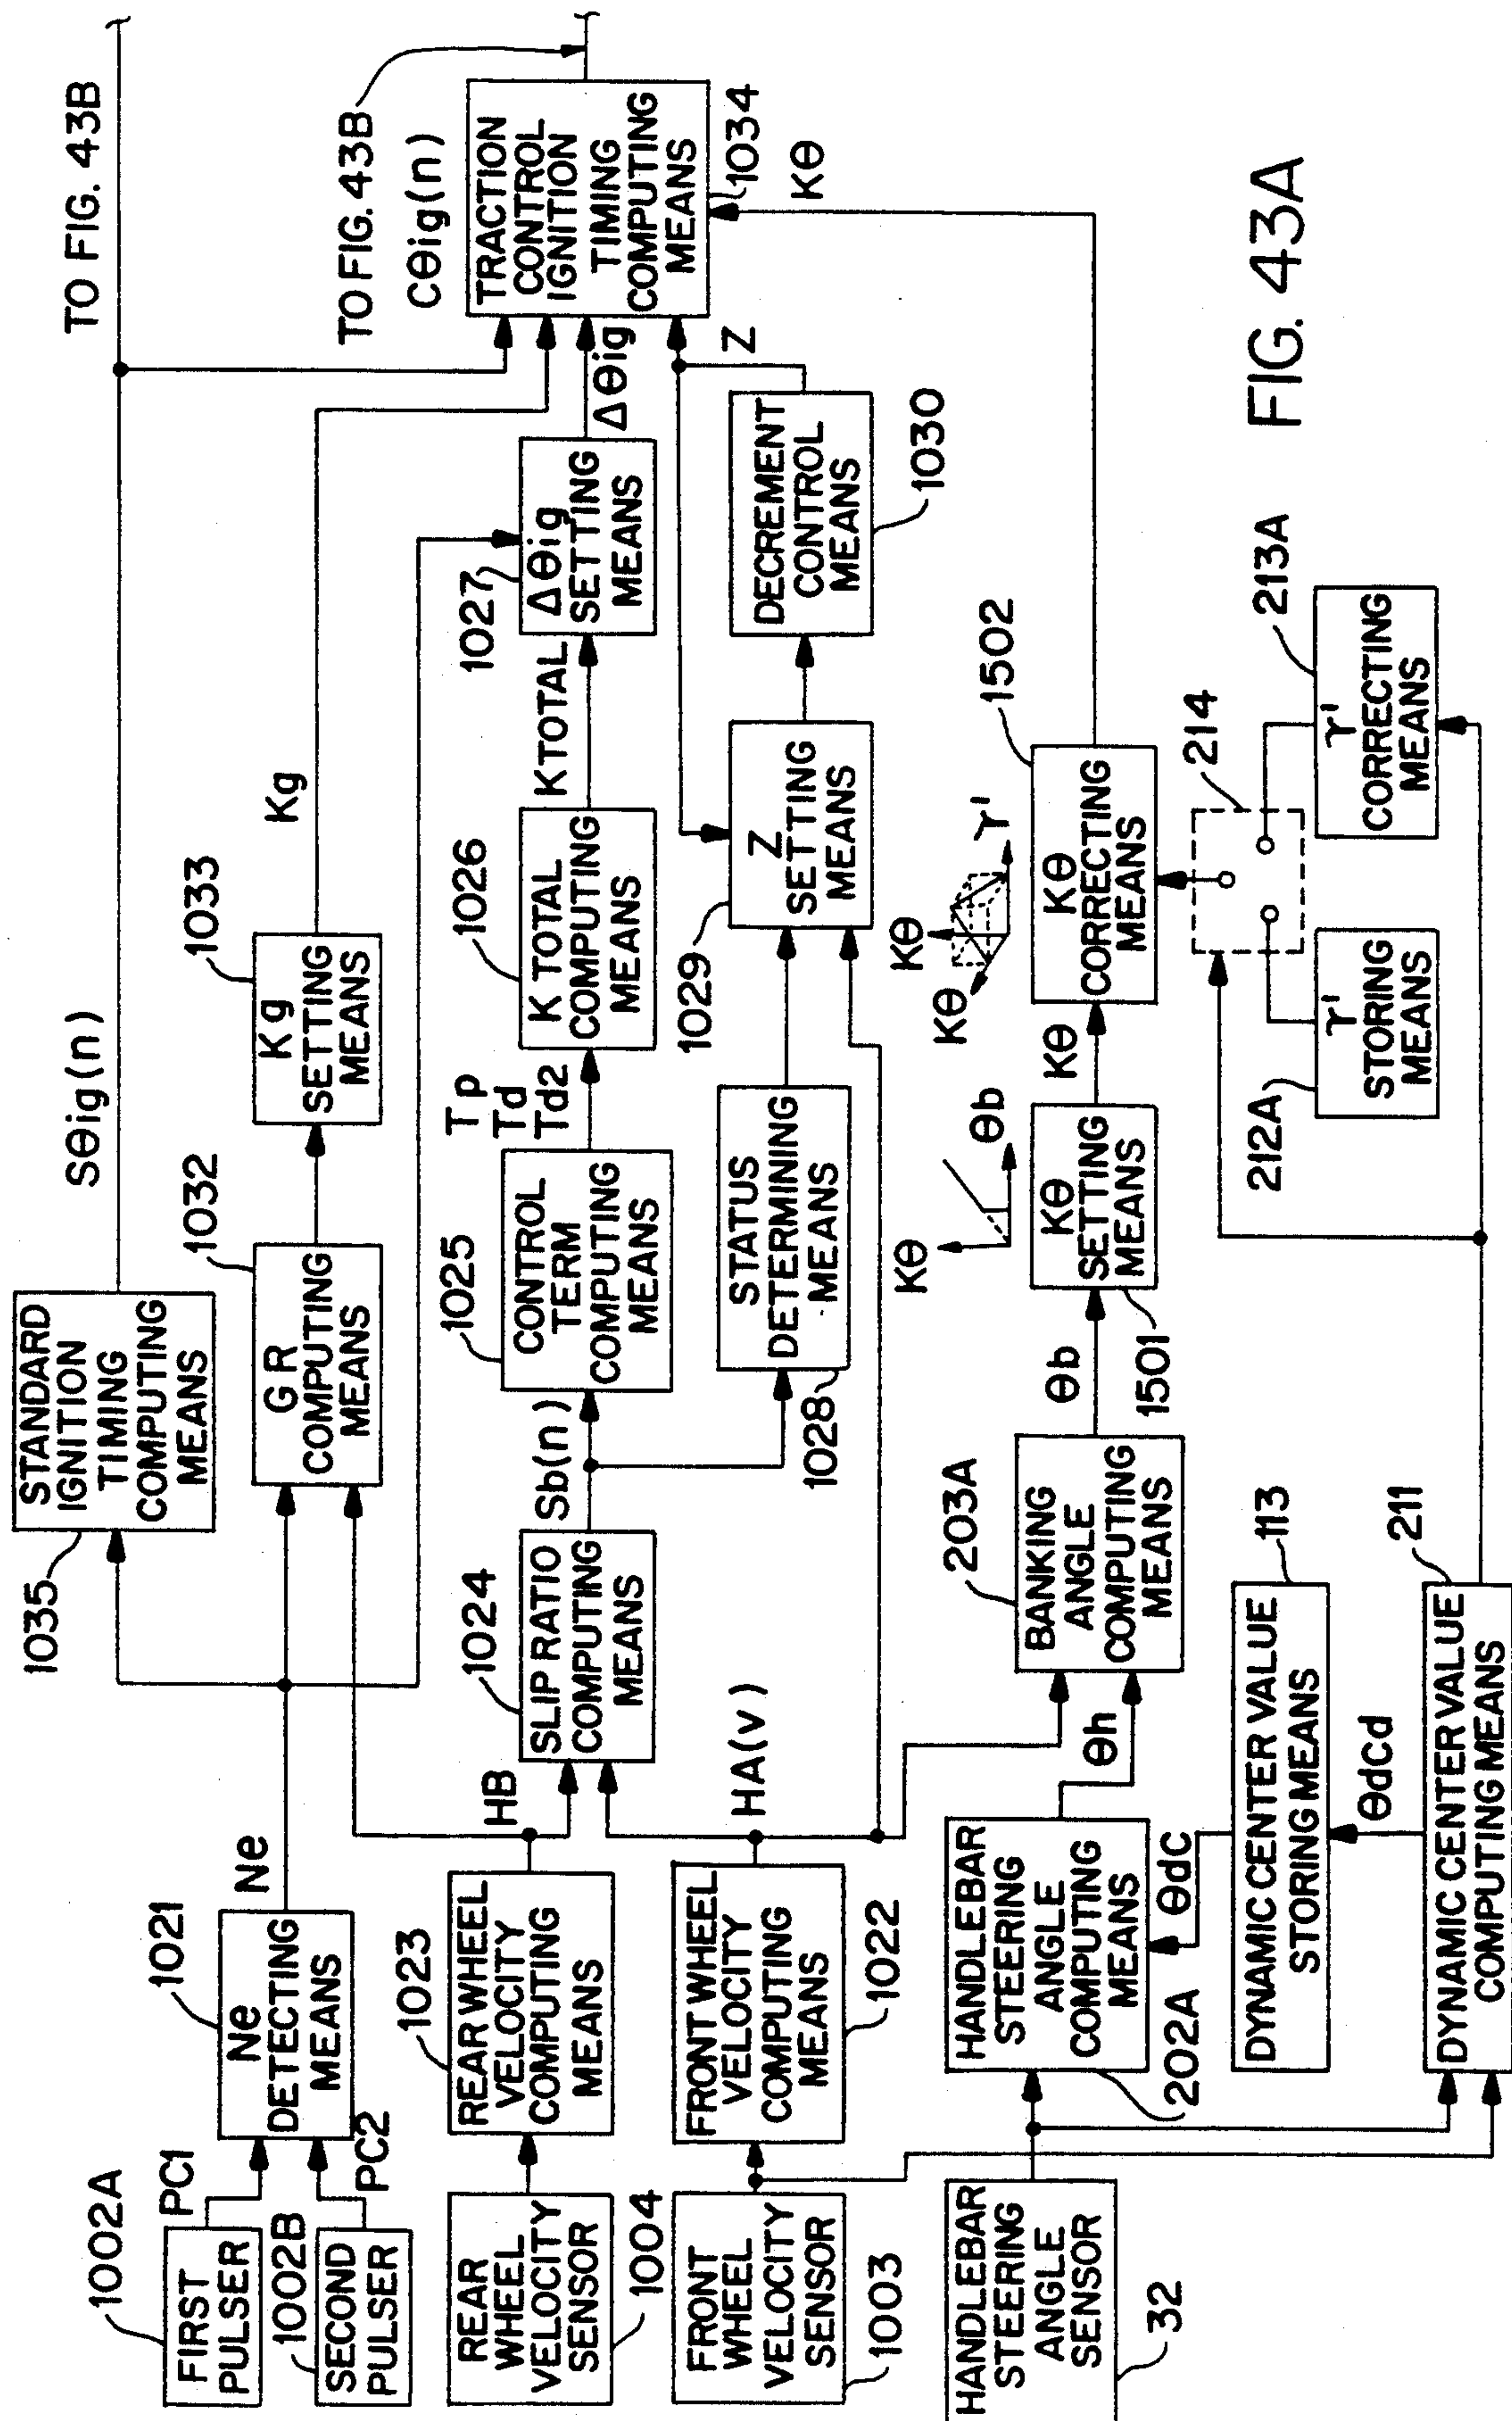 1002A
FIRST
PULSER
PC1
1002B
SECOND
PULSER
PC2
1021
Ne
DETECTING
MEANS
Ne
1035
STANDARD
IGNITION
TIMING
COMPUTING
MEANS
SΘig(n)
TO FIG. 43B
1032
GR
COMPUTING
MEANS
1033
Kg
SETTING
MEANS
Kg
REAR
WHEEL
VELOCITY
SENSOR
1004
1023
REAR WHEEL
VELOCITY
COMPUTING
MEANS
HB
1024
SLIP RATIO
COMPUTING
MEANS
Sb(n)
1025
CONTROL
TERM
COMPUTING
MEANS
Tp
Td
Td2
1026
K TOTAL
COMPUTING
MEANS
KTOTAL
1027
ΔΘig
SETTING
MEANS
ΔΘig
TO FIG. 43B
CΘig(n)
TRACTION
CONTROL
IGNITION
TIMING
COMPUTING
MEANS
1034
KΘ
FRONT
WHEEL
VELOCITY
SENSOR
1003
FRONT WHEEL
VELOCITY
COMPUTING
MEANS
1022
HA(v)
STATUS
DETERMINING
MEANS
1028
1029
Z
SETTING
MEANS
DECREMENT
CONTROL
MEANS
1030
Z
HANDLEBAR
STEERING
ANGLE
SENSOR
32
HANDLEBAR
STEERING
ANGLE
COMPUTING
MEANS
202A
Θh
ΘdC
203A
BANKING
ANGLE
COMPUTING
MEANS
Θb
KΘ
Θb
KΘ
SETTING
MEANS
1501
KΘ
KΘ
KΘ
γ'
KΘ
CORRECTING
MEANS
1502
DYNAMIC CENTER VALUE
STORING MEANS
113
ΘdCd
DYNAMIC CENTER VALUE
COMPUTING MEANS
211
212A
γ'
STORING
MEANS
214
213A
γ'
CORRECTING
MEANS
FIG. 43A